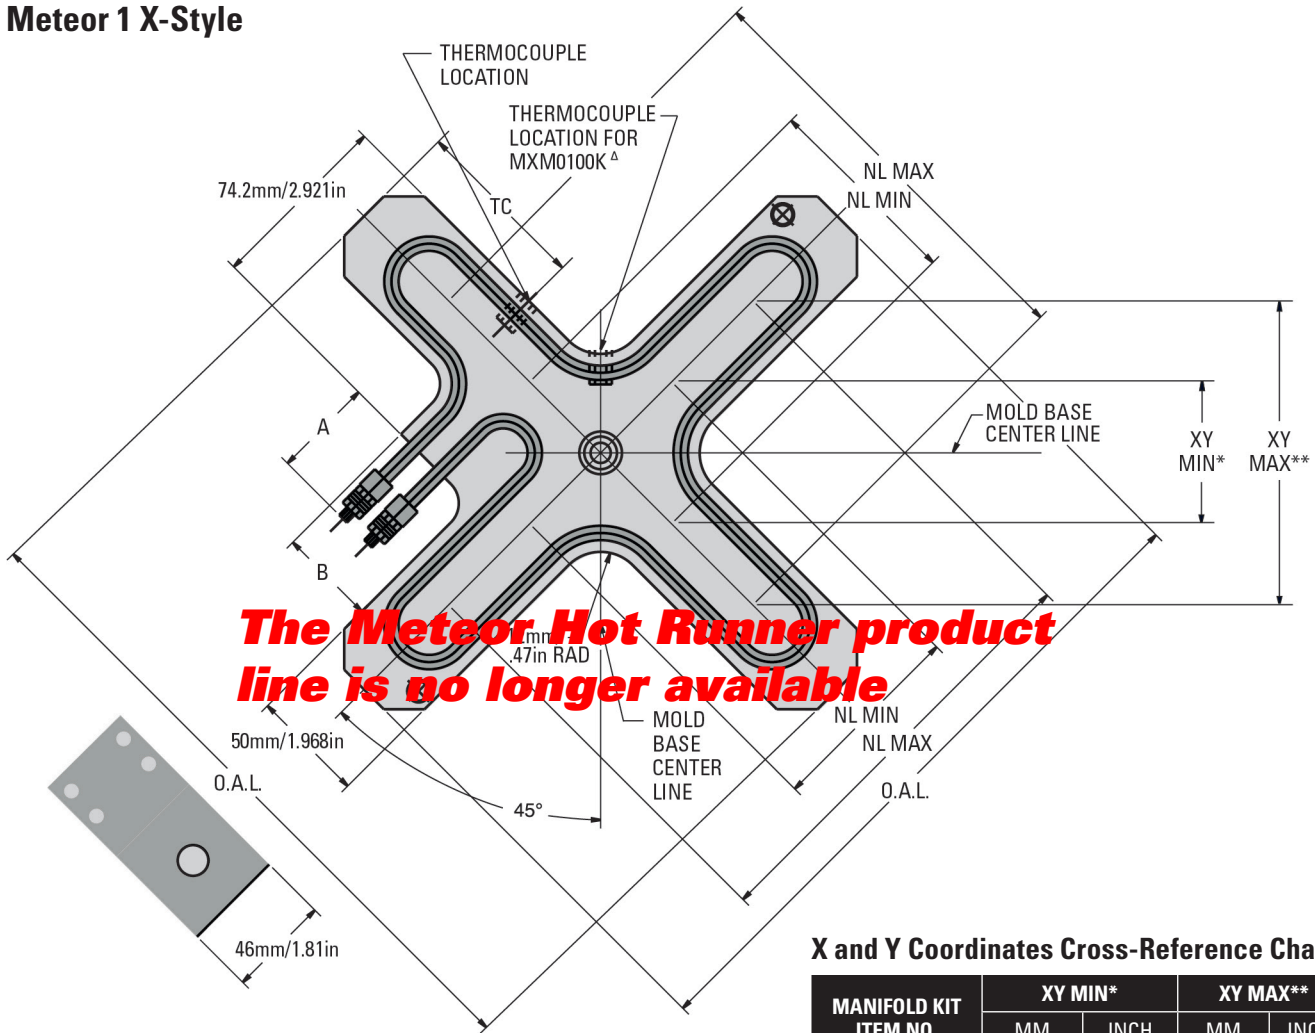 Meteor 1 X-Style
THERMOCOUPLE
LOCATION
THERMOCOUPLE
LOCATION FOR
MXM0100K Δ
NL MAX
NL MIN
74.2mm/2.921in
TC
A
MOLD BASE
CENTER LINE
XY
MIN*
XY
MAX**
B
The Meteor Hot Runner product
line is no longer available
.47in RAD
MOLD
BASE
CENTER
LINE
NL MIN
NL MAX
50mm/1.968in
O.A.L.
O.A.L.
45°
46mm/1.81in
X and Y Coordinates Cross-Reference Cha
MANIFOLD KIT
ITEM NO.
XY MIN*
XY MAX**
MM
INCH
MM
INC